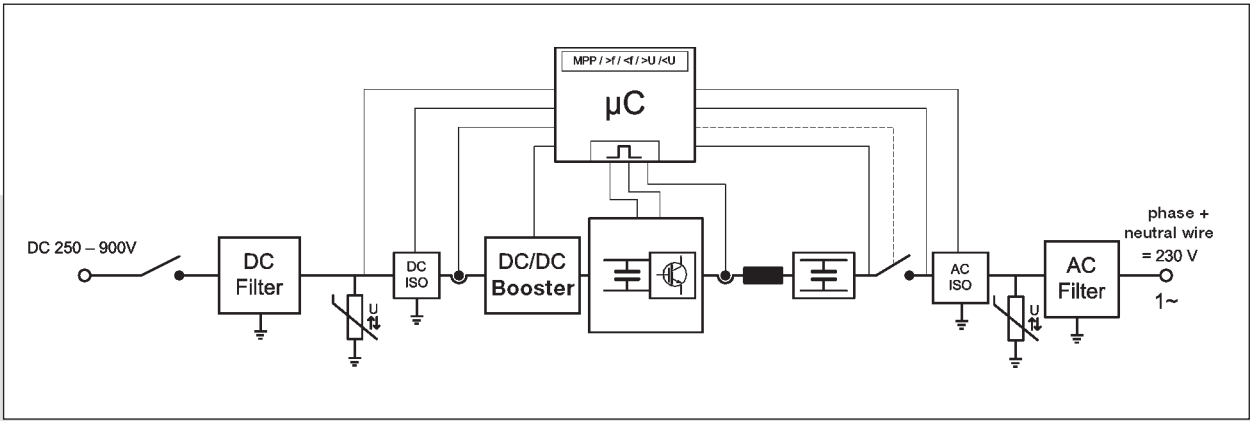 MPP / >f / <f / >U /<U
µC
DC 250 – 900V
DC
Filter
U
DC
ISO
DC/DC
Booster
AC
ISO
U
AC
Filter
phase +
neutral wire
= 230 V
1~